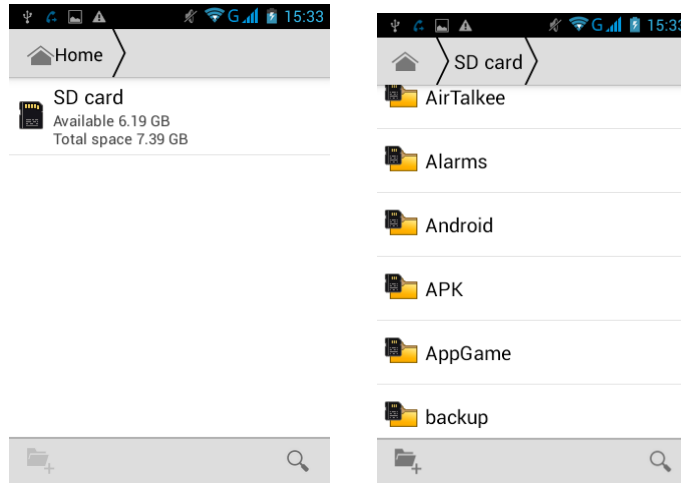 G 15:33
Home
SD card
Available 6.19 GB
Total space 7.39 GB
G 15:33
SD card
AirTalkee
Alarms
Android
APK
AppGame
backup